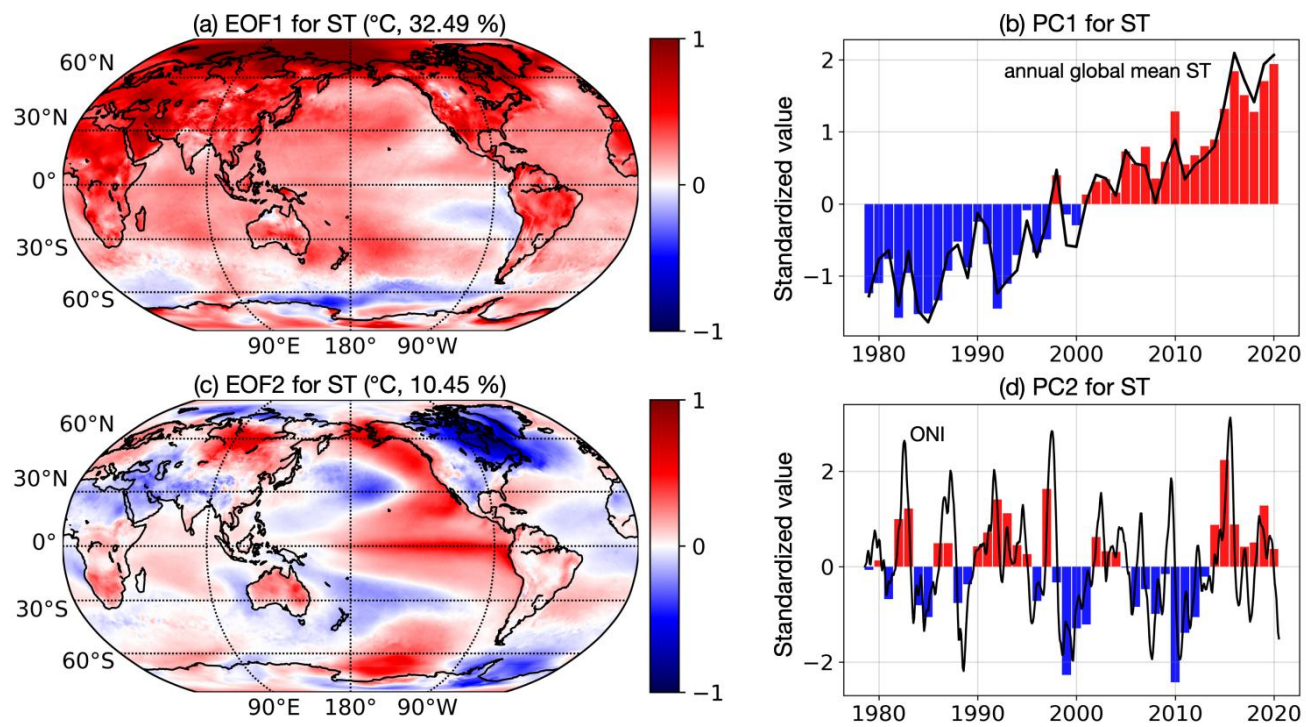 (a) EOF1 for ST (°C, 32.49 %)
60°N
30°N
0°
30°S
60°S
90°E 180° 90°W
1
0
−1
(b) PC1 for ST
annual global mean ST
Standardized value
2
1
0
−1
1980 1990 2000 2010 2020
(c) EOF2 for ST (°C, 10.45 %)
60°N
30°N
0°
30°S
60°S
90°E 180° 90°W
1
0
−1
(d) PC2 for ST
ONI
Standardized value
2
0
−2
1980 1990 2000 2010 2020